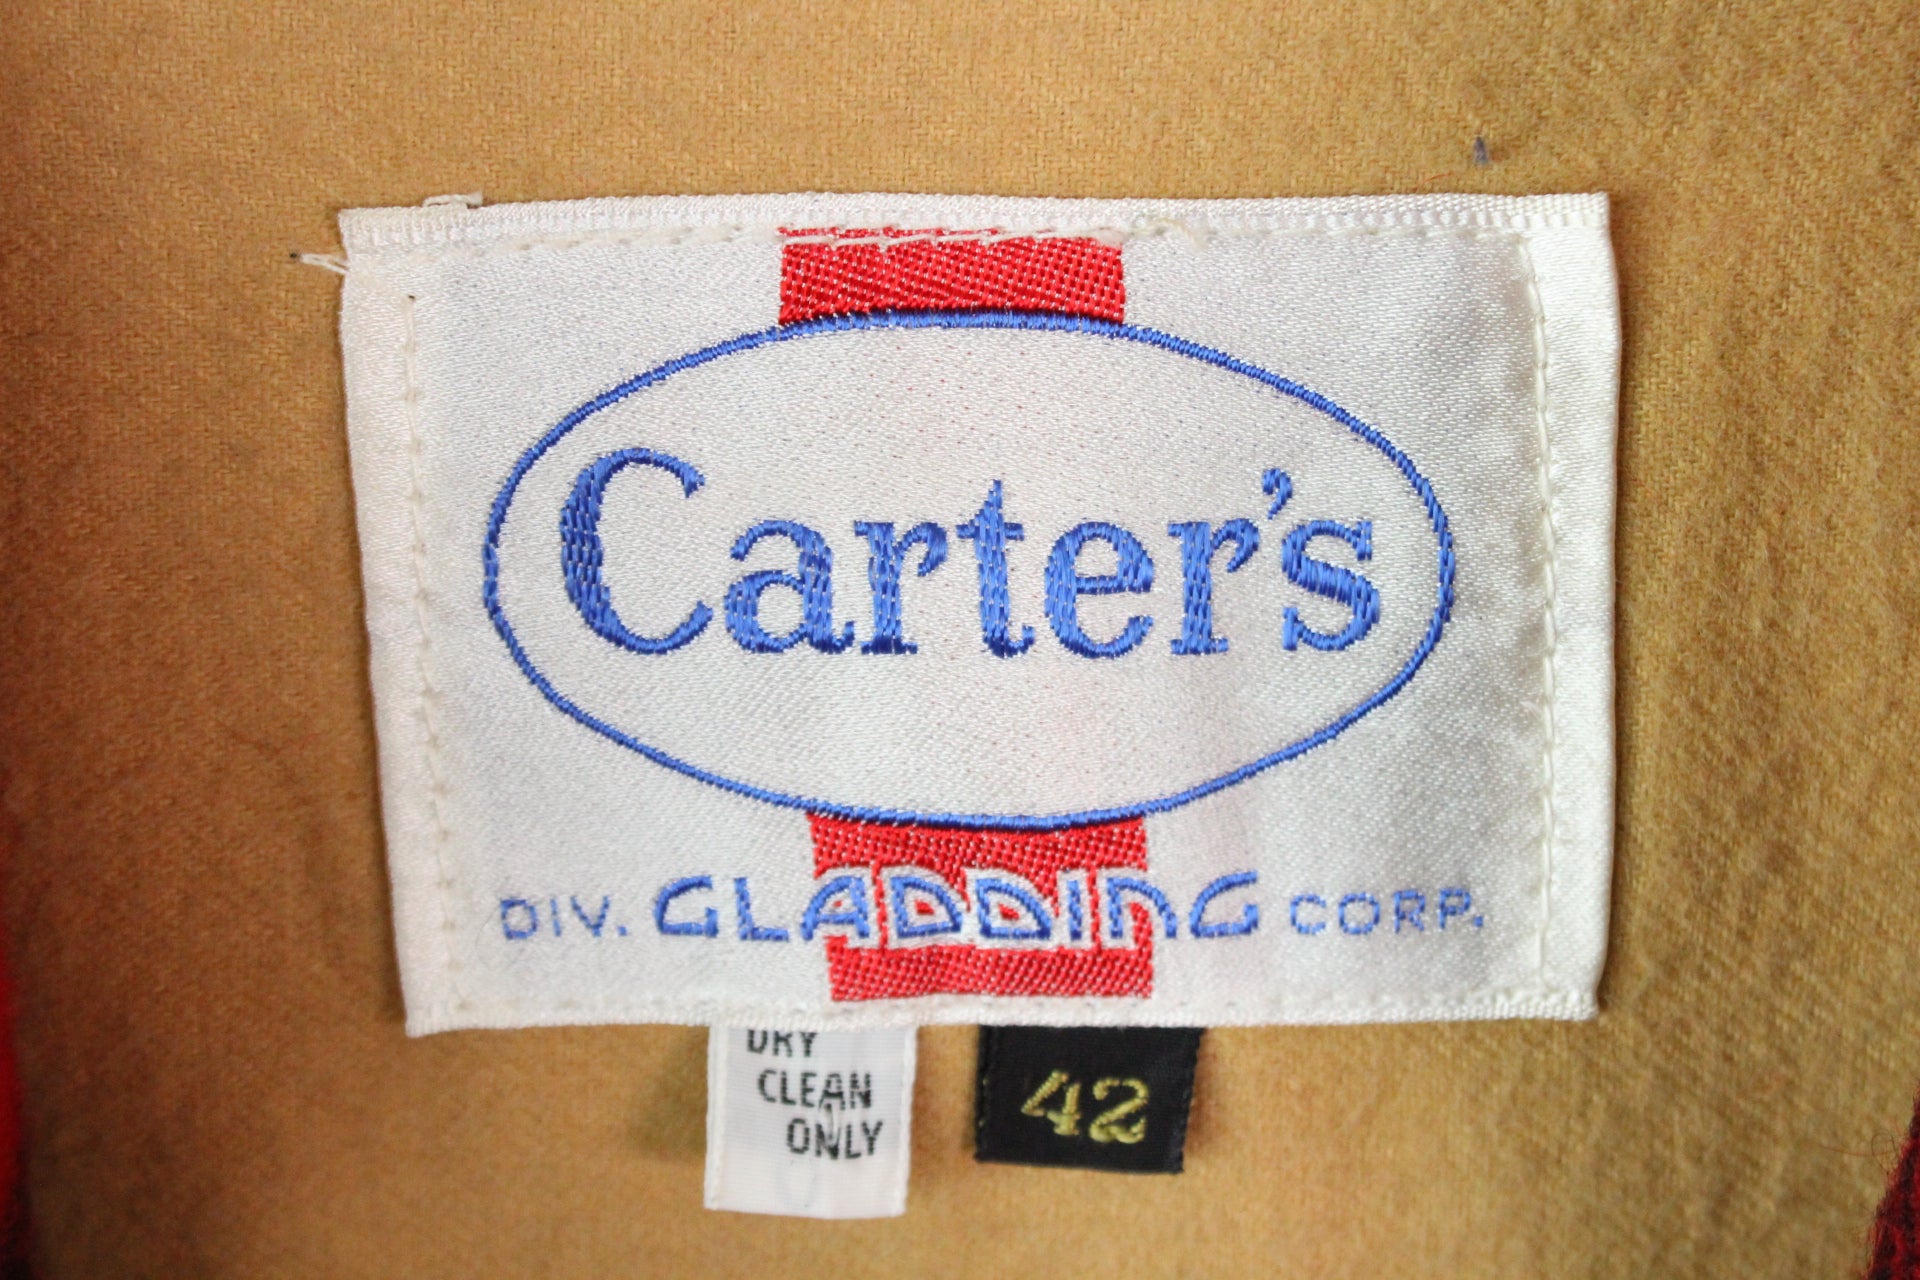 Carter's
DIV. GLADDING CORP.
DRY
CLEAN
ONLY
42